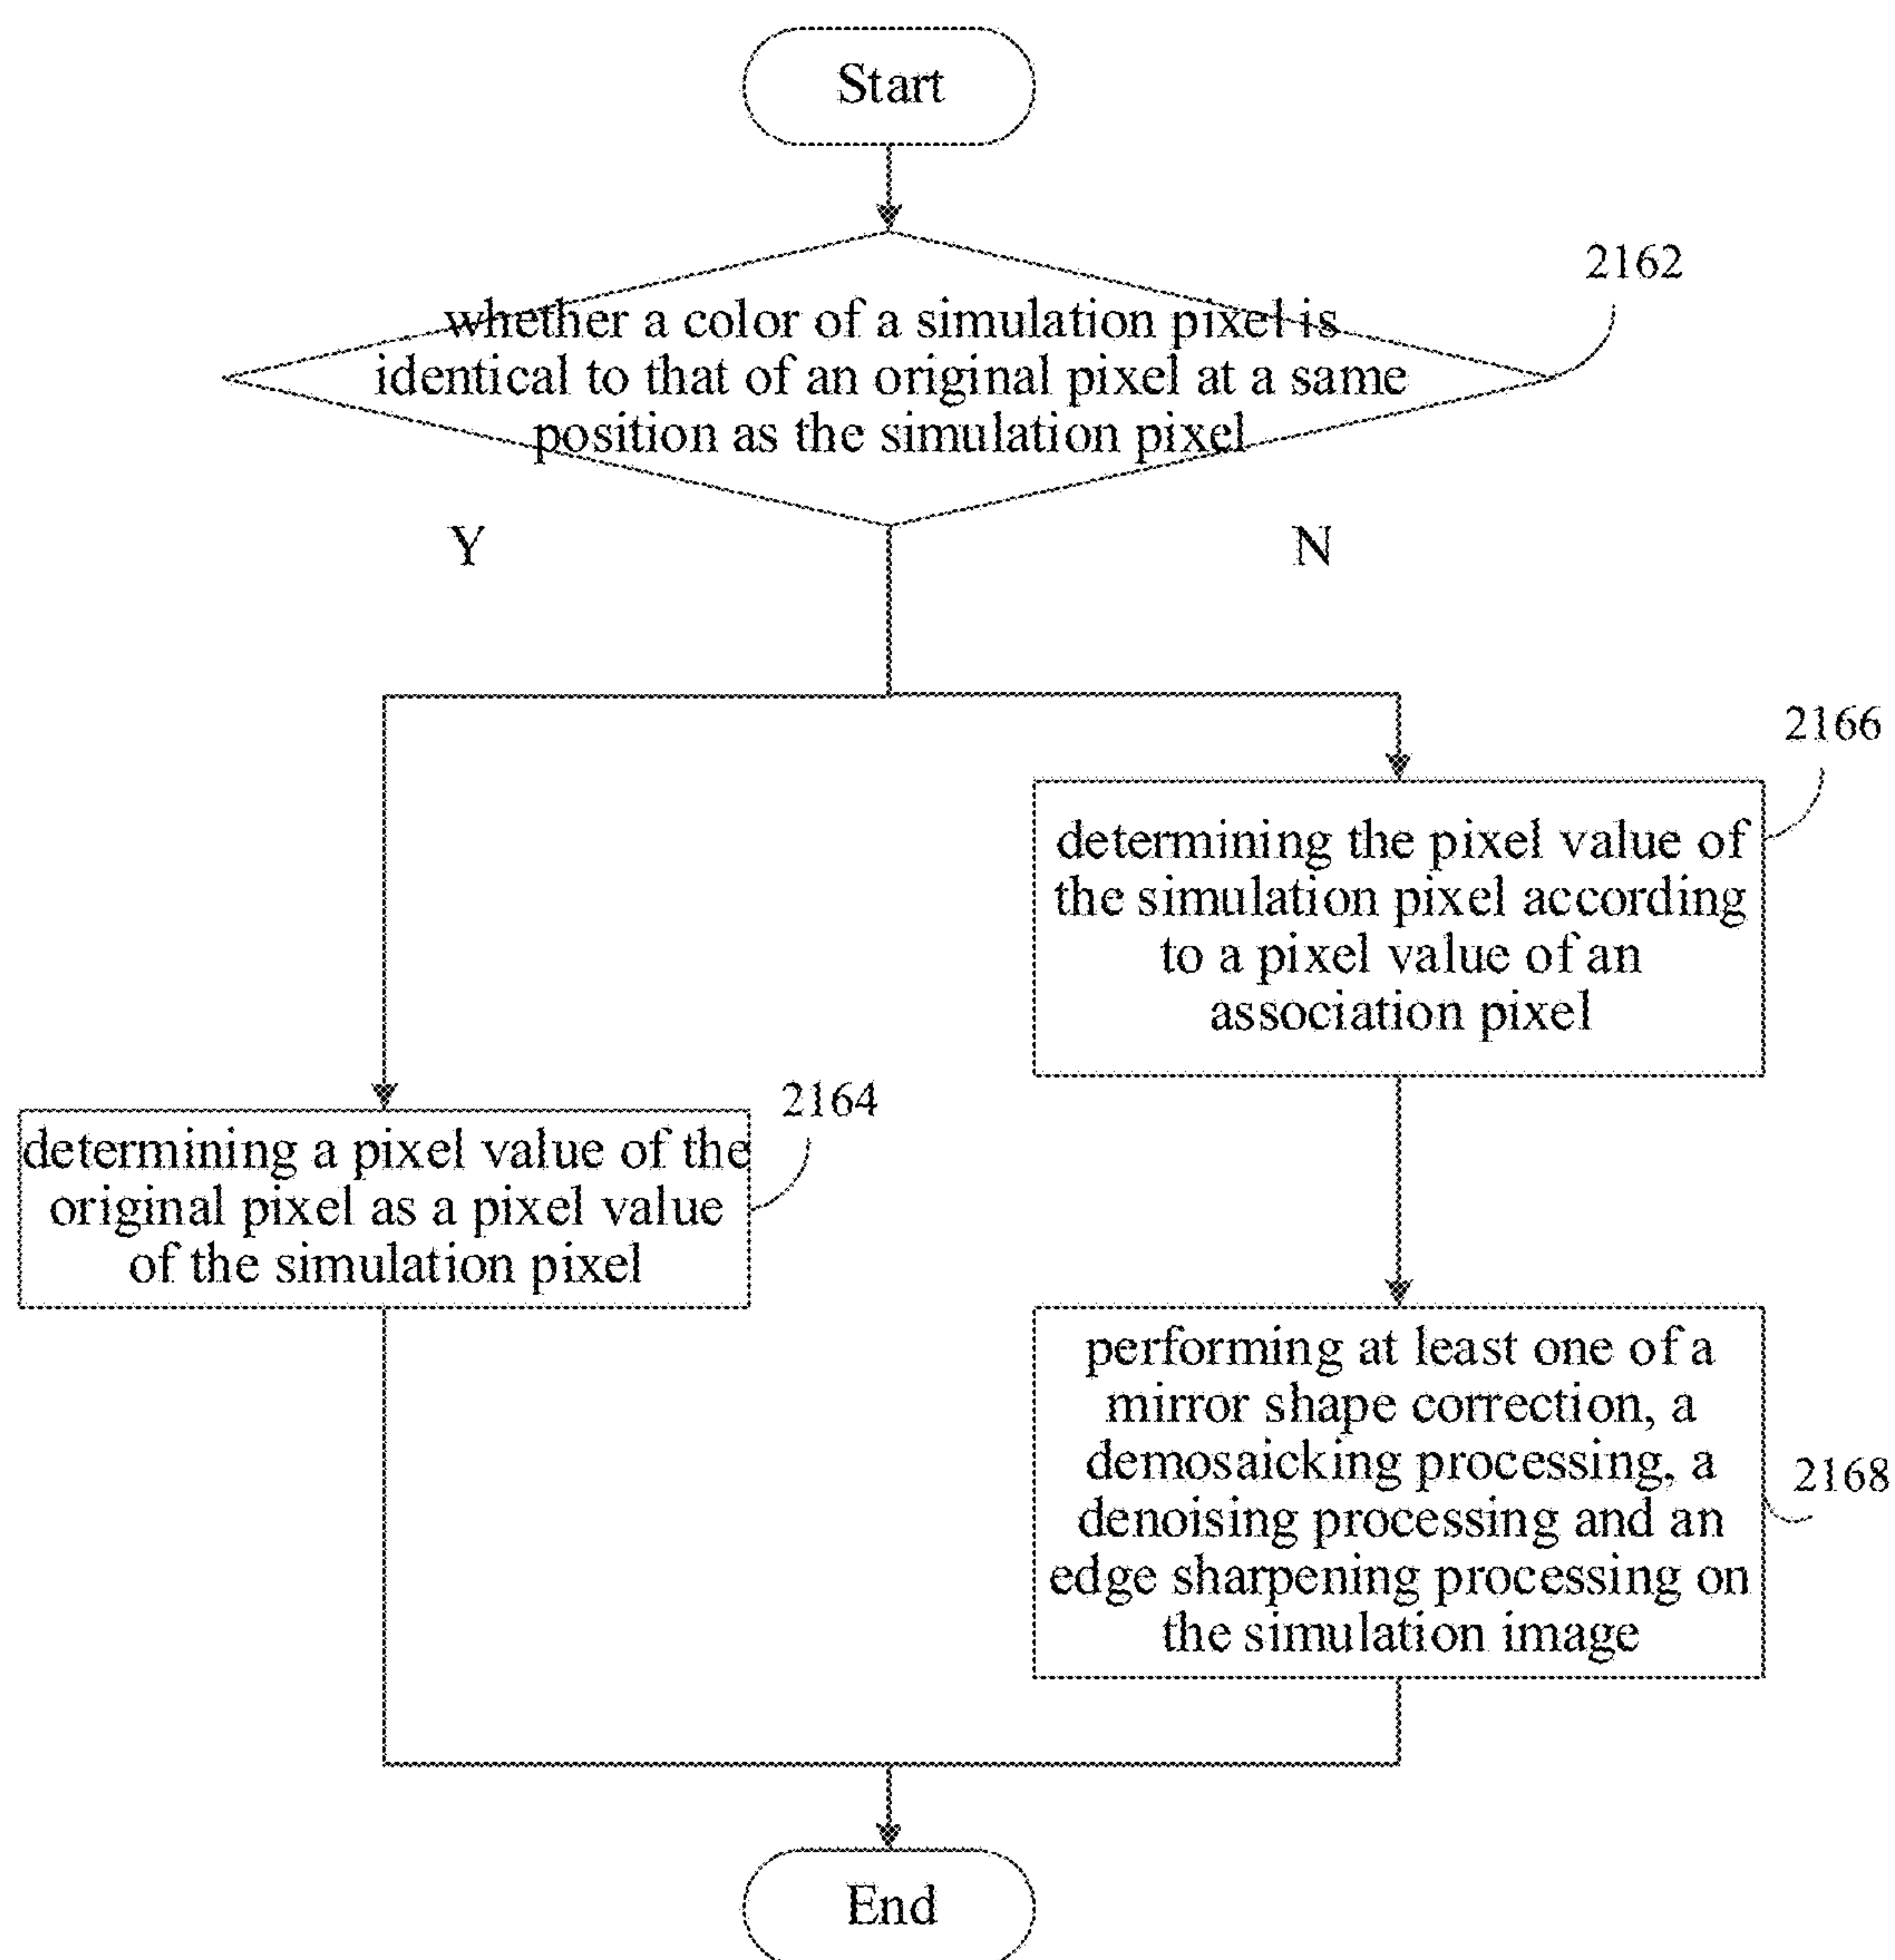 Start
2162
whether a color of a simulation pixel is
identical to that of an original pixel at a same
position as the simulation pixel
Y
N
2166
determining the pixel value of
the simulation pixel according
to a pixel value of an
association pixel
2164
determining a pixel value of the
original pixel as a pixel value
of the simulation pixel
performing at least one of a
mirror shape correction, a
demosaicking processing, a
denoising processing and an
edge sharpening processing on
the simulation image
2168
End